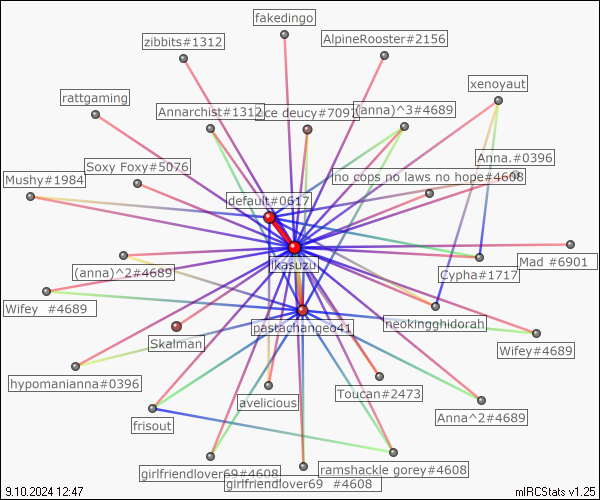 fakedingo
zibbits#1312
AlpineRooster#2156
xenoyaut
rattgaming
Annarchist#1312
ace deucy#7097
(anna)^3#4689
Anna.#0396
Soxy Foxy#5076
no cops no laws no hope#4608
Mushy#1984
default#0617
ikasuzu
(anna)^2#4689
Cypha#1717
Mad #6901
Wifey #4689
pastachangeo41
neokingghidorah
Skalman
Wifey#4689
hypomanianna#0396
avelicious
Toucan#2473
Anna^2#4689
frisout
girlfriendlover69#4608
ramshackle gorey#4608
girlfriendlover69 #4608
9.10.2024 12:47
mIRCStats v1.25